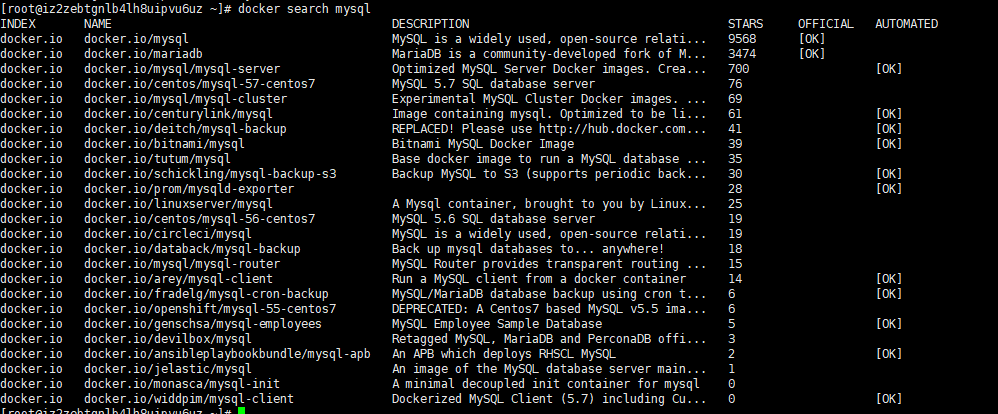 [root@iz2zebtgnlb4lh8uipvu6uz ~]# docker search mysql
INDEX NAME DESCRIPTION STARS OFFICIAL AUTOMATED
docker.io docker.io/mysql MySQL is a widely used, open-source relati... 9568 [OK]
docker.io docker.io/mariadb MariaDB is a community-developed fork of M... 3474 [OK]
docker.io docker.io/mysql/mysql-server Optimized MySQL Server Docker images. Crea... 700 [OK]
docker.io docker.io/centos/mysql-57-centos7 MySQL 5.7 SQL database server 76
docker.io docker.io/mysql/mysql-cluster Experimental MySQL Cluster Docker images. ... 69
docker.io docker.io/centurylink/mysql Image containing mysql. Optimized to be li... 61 [OK]
docker.io docker.io/deitch/mysql-backup REPLACED! Please use http://hub.docker.com... 41 [OK]
docker.io docker.io/bitnami/mysql Bitnami MySQL Docker Image 39 [OK]
docker.io docker.io/tutum/mysql Base docker image to run a MySQL database ... 35
docker.io docker.io/schickling/mysql-backup-s3 Backup MySQL to S3 (supports periodic back... 30 [OK]
docker.io docker.io/prom/mysqld-exporter 28 [OK]
docker.io docker.io/linuxserver/mysql A Mysql container, brought to you by Linux... 25
docker.io docker.io/centos/mysql-56-centos7 MySQL 5.6 SQL database server 19
docker.io docker.io/circleci/mysql MySQL is a widely used, open-source relati... 19
docker.io docker.io/databack/mysql-backup Back up mysql databases to... anywhere! 18
docker.io docker.io/mysql/mysql-router MySQL Router provides transparent routing ... 15
docker.io docker.io/arey/mysql-client Run a MySQL client from a docker container 14 [OK]
docker.io docker.io/fradelg/mysql-cron-backup MySQL/MariaDB database backup using cron t... 6 [OK]
docker.io docker.io/openshift/mysql-55-centos7 DEPRECATED: A Centos7 based MySQL v5.5 ima... 6
docker.io docker.io/genschsa/mysql-employees MySQL Employee Sample Database 5 [OK]
docker.io docker.io/devilbox/mysql Retagged MySQL, MariaDB and PerconaDB offi... 3
docker.io docker.io/ansibleplaybookbundle/mysql-apb An APB which deploys RHSCL MySQL 2 [OK]
docker.io docker.io/jelastic/mysql An image of the MySQL database server main... 1
docker.io docker.io/monasca/mysql-init A minimal decoupled init container for mysql 0
docker.io docker.io/widdpim/mysql-client Dockerized MySQL Client (5.7) including Cu... 0 [OK]
[root@iz2zebtgnlb4lh8uipvu6uz ~]#